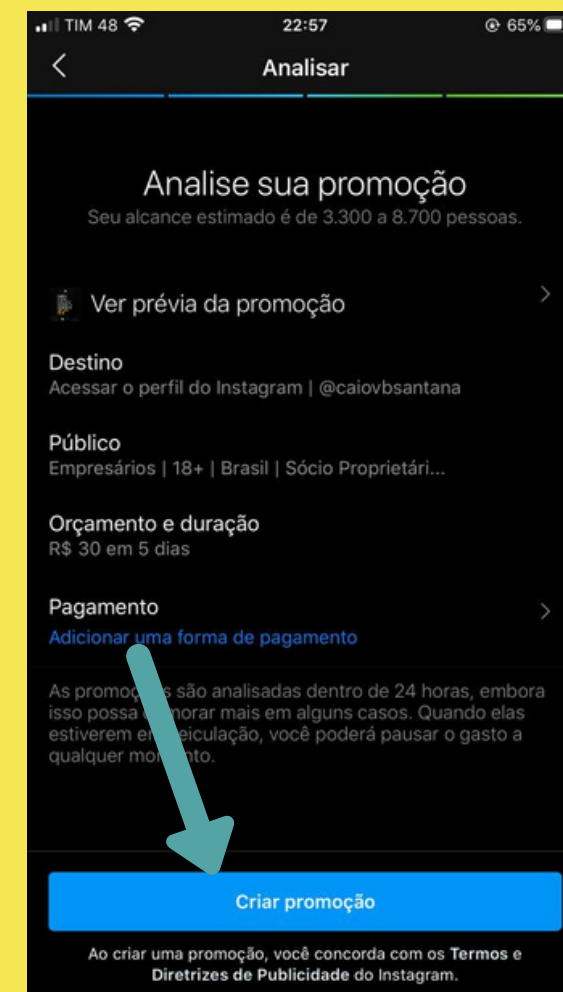 TIM 48 22:57 65%
Analisar
Analise sua promoção
Seu alcance estimado é de 3.300 a 8.700 pessoas.
Ver prévia da promoção
Destino
Acessar o perfil do Instagram | @caiovbsantana
Público
Empresários | 18+ | Brasil | Sócio Proprietári...
Orçamento e duração
R$ 30 em 5 dias
Pagamento
Adicionar uma forma de pagamento
As são analisadas dentro de 24 horas, embora
isso possa mais em alguns casos. Quando elas
estiverem você poderá pausar o gasto a
qualquer
Criar promoção
Ao criar uma promoção, você concorda com os Termos e
Diretrizes de Publicidade do Instagram.